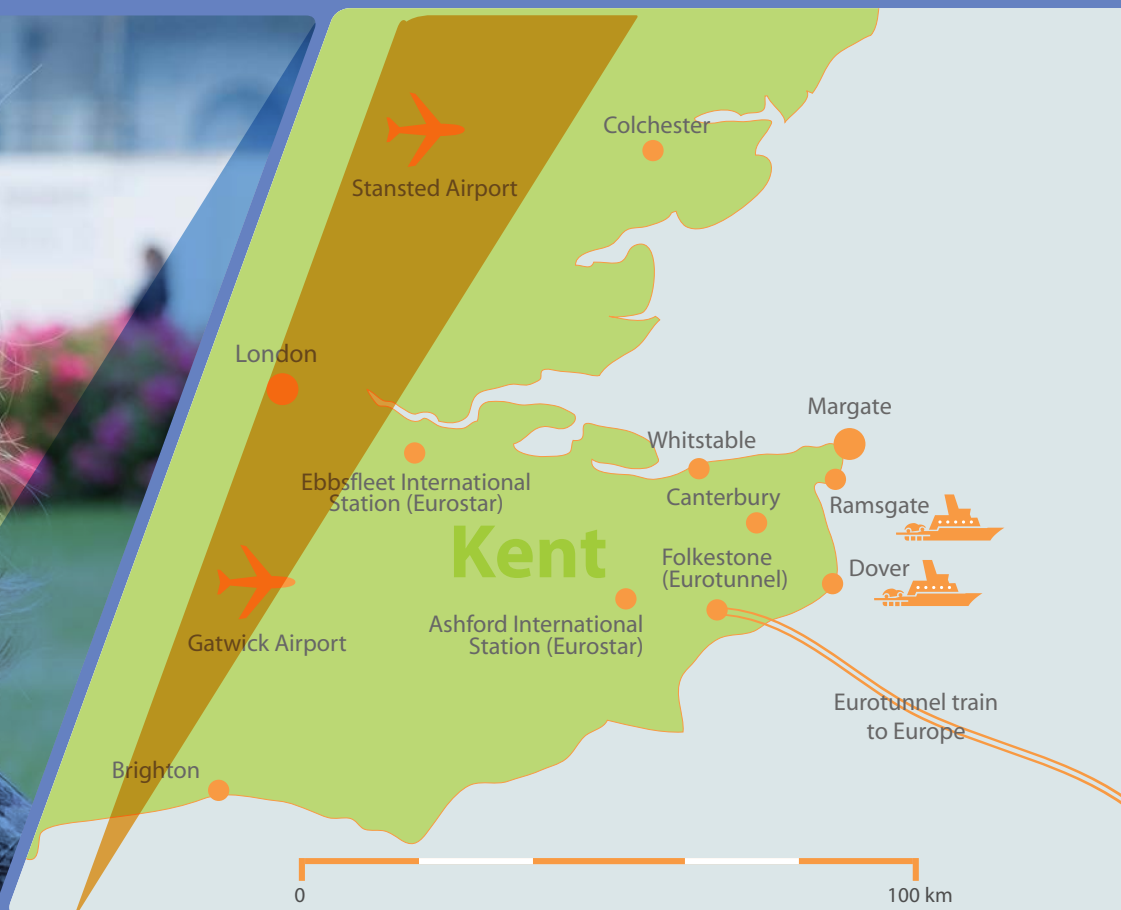 Colchester
Stansted Airport
London
Margate
Whitstable
Ebbsfleet International
Station (Eurostar)
Canterbury
Ramsgate
Kent
Folkestone
(Eurotunnel)
Dover
Ashford International
Station (Eurostar)
Gatwick Airport
Eurotunnel train
to Europe
Brighton
0
100 km